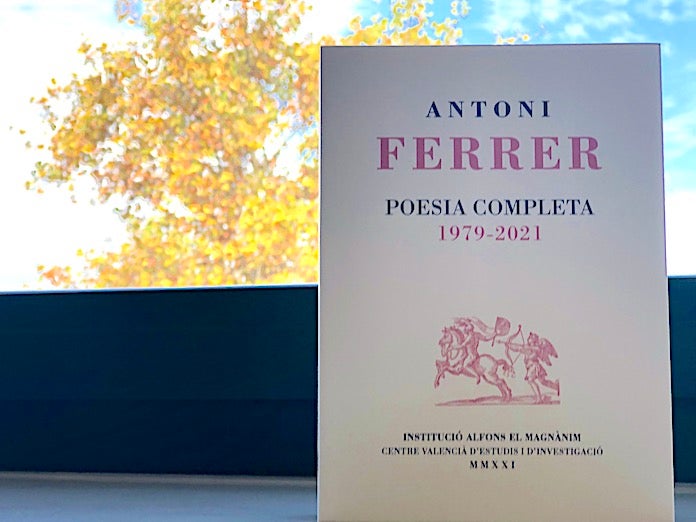 ANTONI
FERRER
POESIA COMPLETA
1979-2021
INSTITUCIÓ ALFONS EL MAGNÀNIM
CENTRE VALENCIÀ D'ESTUDIS I D'INVESTIGACIÓ
MMXXI